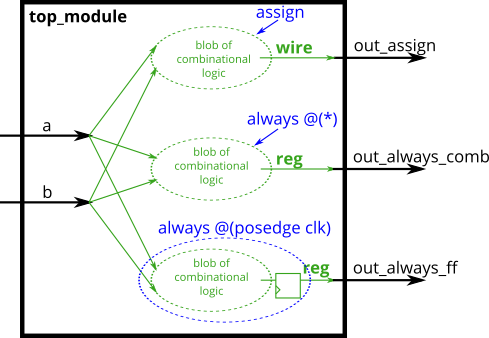 top_module
assign
blob of
combinational
logic
wire
out_assign
a
always @(*)
blob of
combinational
logic
reg
out_always_comb
b
always @(posedge clk)
blob of
combinational
logic
reg
out_always_ff